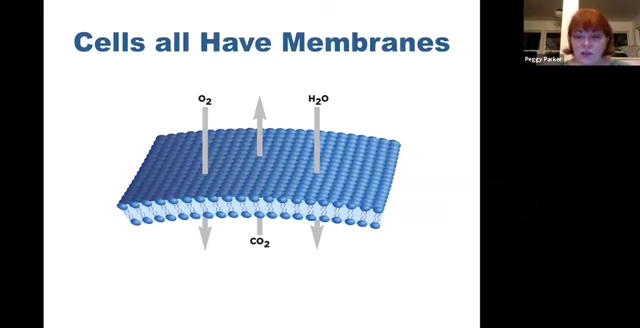 Cells all Have Membranes
O2
H2O
CO2
Peggy Parker